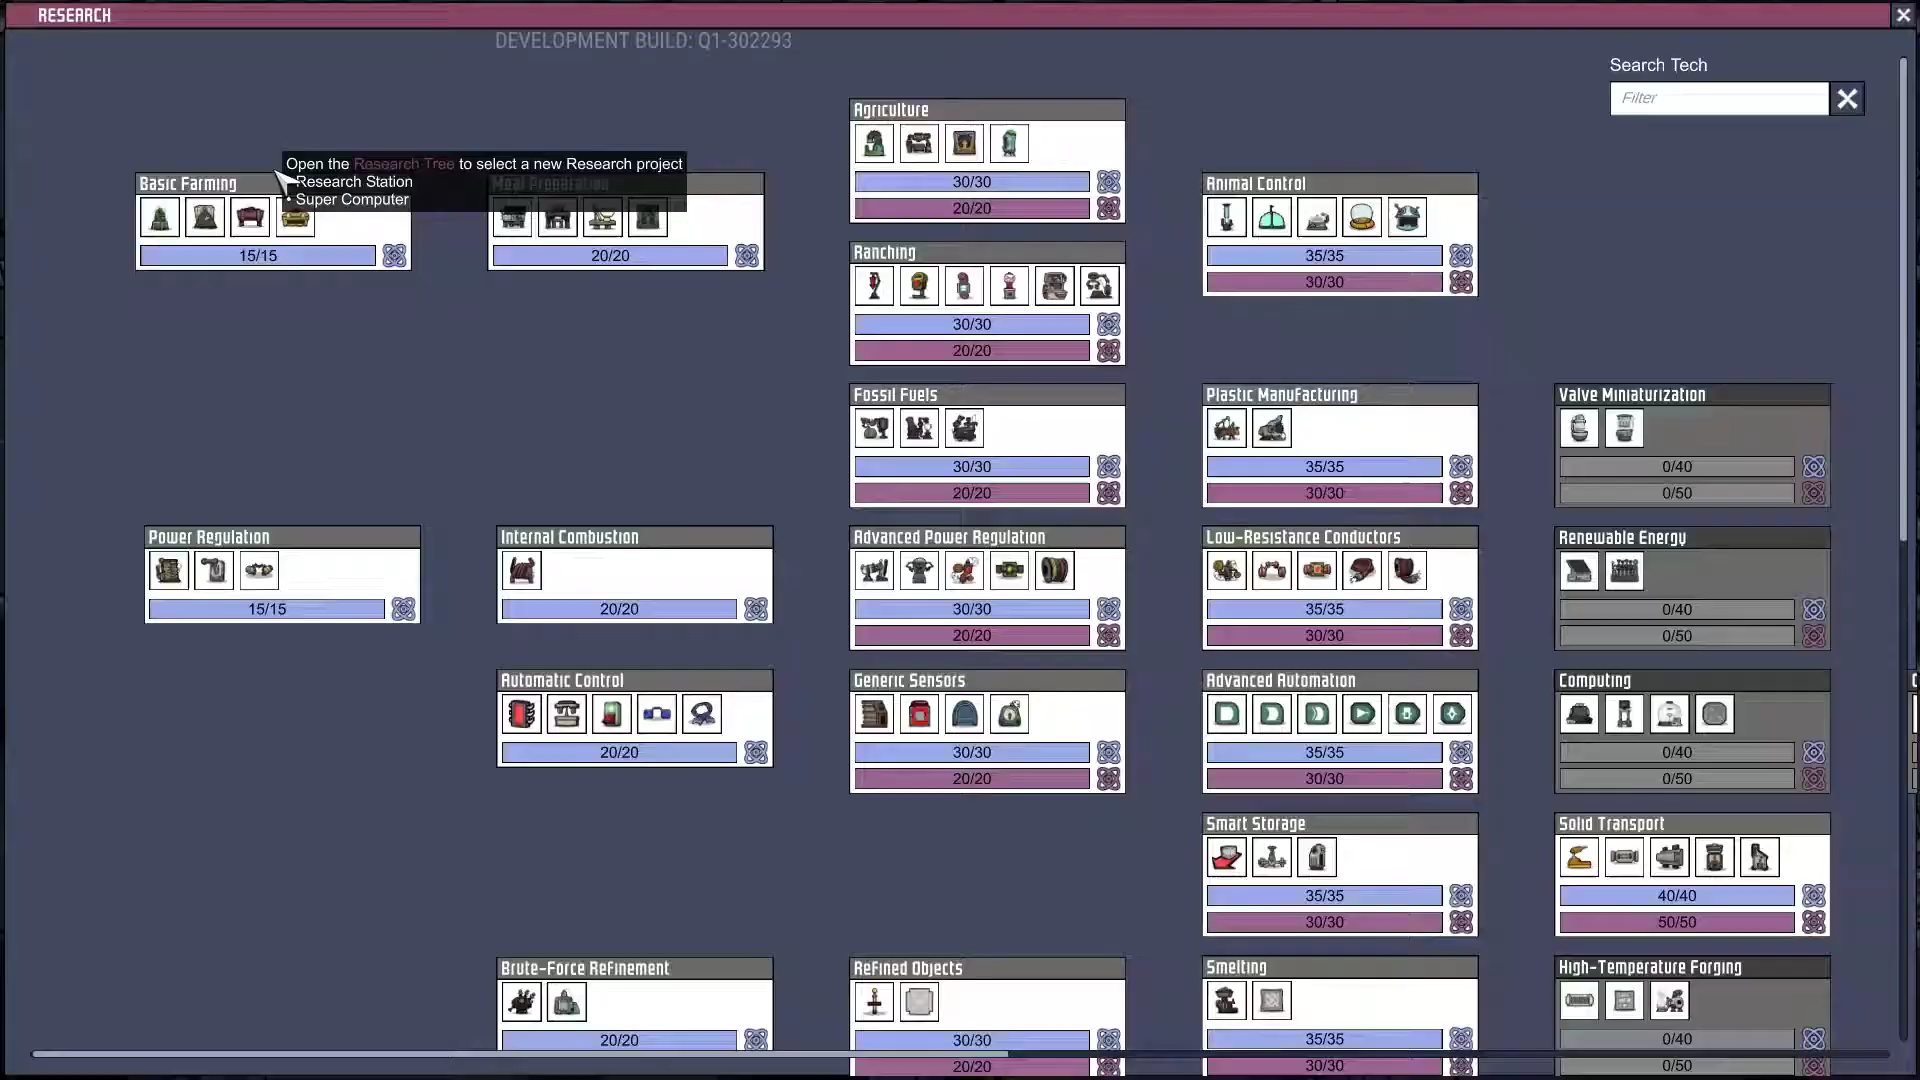 RESEARCH
DEVELOPMENT BUILD: Q1-302293
Search Tech
Filter
Open the Research Tree to select a new Research project
• Research Station
• Super Computer
Basic Farming
15/15
Meal Preparation
20/20
Agriculture
30/30
20/20
Animal Control
35/35
30/30
Ranching
30/30
20/20
Fossil Fuels
30/30
20/20
Plastic Manufacturing
35/35
30/30
Valve Miniaturization
0/40
0/50
Power Regulation
15/15
Internal Combustion
20/20
Advanced Power Regulation
30/30
20/20
Low-Resistance Conductors
35/35
30/30
Renewable Energy
0/40
0/50
Automatic Control
20/20
Generic Sensors
30/30
20/20
Advanced Automation
35/35
30/30
Computing
0/40
0/50
Smart Storage
35/35
30/30
Solid Transport
40/40
50/50
Brute-Force Refinement
20/20
Refined Objects
30/30
20/20
Smelting
35/35
30/30
High-Temperature Forging
0/40
0/50